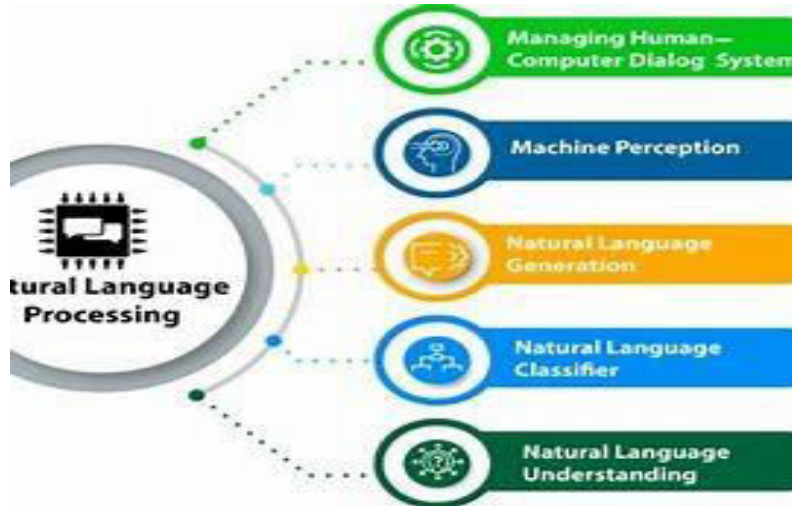 Managing Human—
Computer Dialog System
Machine Perception
Natural Language
Generation
tural Language
Processing
Natural Language
Classifier
Natural Language
Understanding